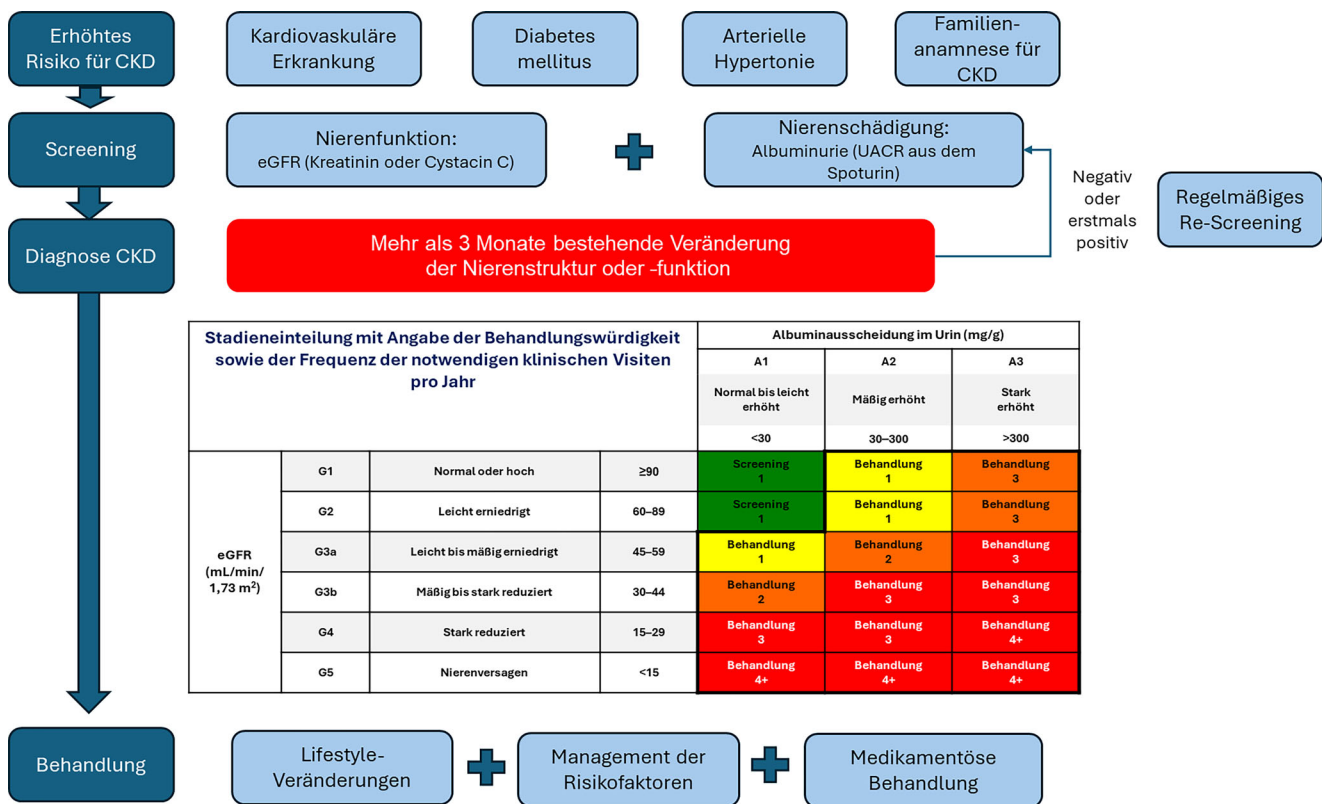 Erhöhtes
Risiko für CKD
Kardiovaskuläre
Erkrankung
Diabetes
mellitus
Arterielle
Hypertonie
Familien-
anamnese für
CKD
Screening
Nierenfunktion:
eGFR (Kreatinin oder Cystacin C)
Nierenschädigung:
Albuminurie (UACR aus dem
Spoturin)
Negativ
oder
erstmals
positiv
Regelmäßiges
Re-Screening
Diagnose CKD
Mehr als 3 Monate bestehende Veränderung
der Nierenstruktur oder -funktion
Stadieneinteilung mit Angabe der Behandlungswürdigkeit
sowie der Frequenz der notwendigen klinischen Visiten
pro Jahr
Albuminausscheidung im Urin (mg/g)
A1 A2 A3
Normal bis leicht
erhöht
Mäßig erhöht
Stark
erhöht
<30 30–300 >300
eGFR
(mL/min/
1,73 m²)
G1 Normal oder hoch ≥90
Screening
1
Behandlung
1
Behandlung
3
G2 Leicht erniedrigt 60–89
Screening
1
Behandlung
1
Behandlung
3
G3a Leicht bis mäßig erniedrigt 45–59
Behandlung
1
Behandlung
2
Behandlung
3
G3b Mäßig bis stark reduziert 30–44
Behandlung
2
Behandlung
3
Behandlung
3
G4 Stark reduziert 15–29
Behandlung
3
Behandlung
3
Behandlung
4+
G5 Nierenversagen <15
Behandlung
4+
Behandlung
4+
Behandlung
4+
Behandlung
Lifestyle-
Veränderungen
Management der
Risikofaktoren
Medikamentöse
Behandlung